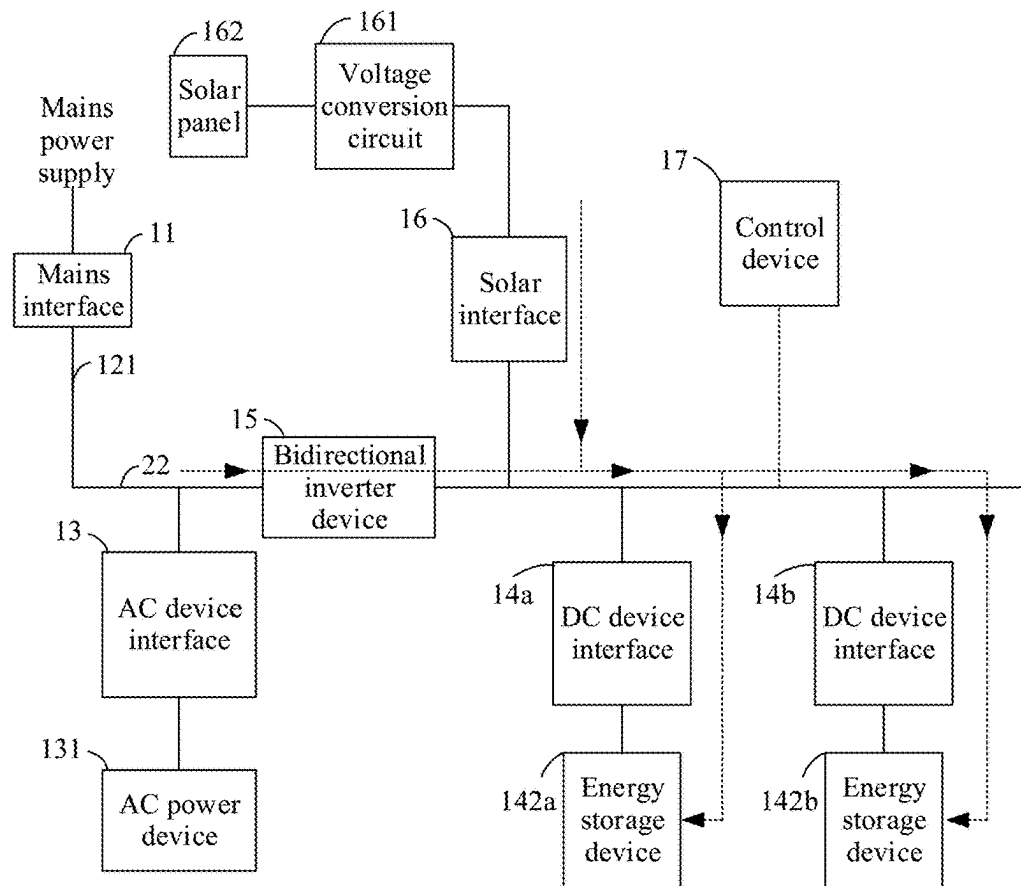 162
161
Solar
panel
Voltage
conversion
circuit
Mains
power
supply
17
11
16
Control
device
Mains
interface
Solar
interface
121
15
22
Bidirectional
inverter
device
13
14a
14b
AC device
interface
DC device
interface
DC device
interface
131
AC power
device
142a
Energy
storage
device
142b
Energy
storage
device